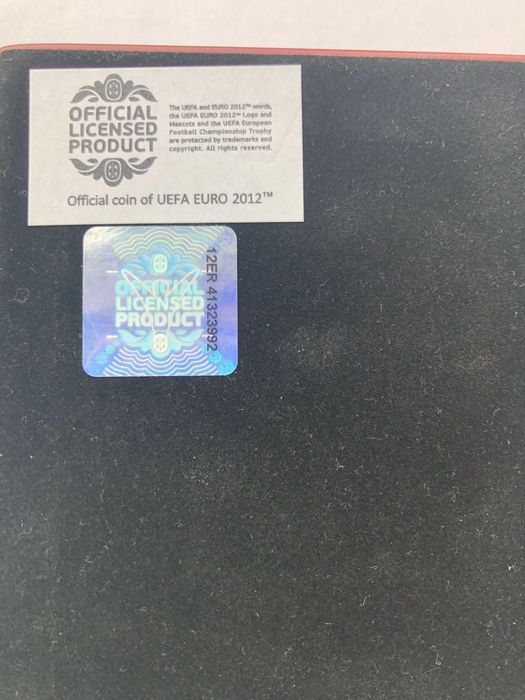 OFFICIAL
LICENSED
PRODUCT
The UEFA and EURO 2012™ words,
the UEFA EURO 2012™ Logo and
Mascots and the UEFA European
Football Championship Trophy
are protected by trademarks and
copyright. All rights reserved.
Official coin of UEFA EURO 2012™
OFFICIAL
LICENSED
PRODUCT
12ER 41323992